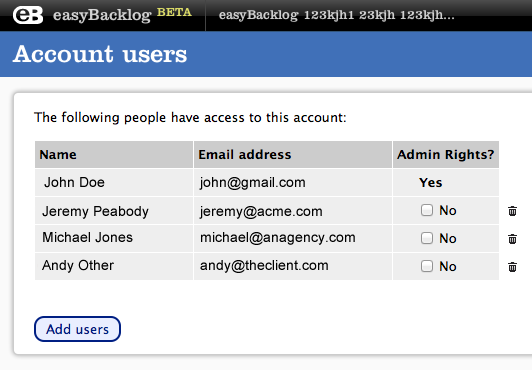 eB easyBacklog BETA easyBacklog 123kjh1 23kjh 123kjh...
Account users
The following people have access to this account:
Name Email address Admin Rights?
John Doe john@gmail.com Yes
Jeremy Peabody jeremy@acme.com No
Michael Jones michael@anagency.com No
Andy Other andy@theclient.com No
Add users